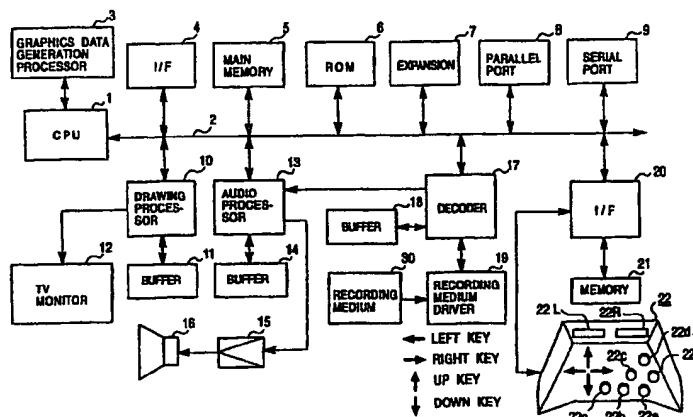 3
GRAPHICS DATA
GENERATION
PROCESSOR
4
I/F
5
MAIN
MEMORY
6
ROM
7
EXPANSION
8
PARALLEL
PORT
9
SERIAL
PORT
1
CPU
2
10
DRAWING
PROCES-
SOR
13
AUDIO
PROCES-
SOR
17
DECODER
20
I/F
18
BUFFER
12
TV
MONITOR
11
BUFFER
14
BUFFER
30
RECORDING
MEDIUM
19
RECORDING
MEDIUM
DRIVER
21
MEMORY
16
15
LEFT KEY
RIGHT KEY
UP KEY
DOWN KEY
22L
22R
22
22d
22c
22b